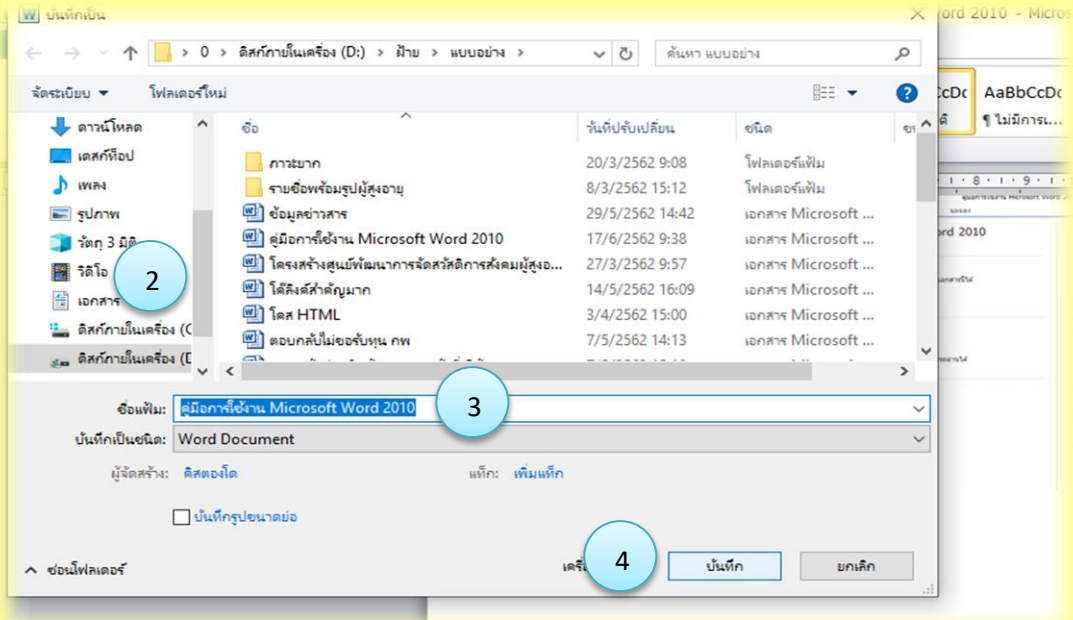 บันทึกเป็น
ord 2010 - Micros
0 > ดิสก์ภายในเครื่อง (D:) > ฝ้าย > แบบอย่าง >
ค้นหา แบบอย่าง
จัดระเบียบ
โฟลเดอร์ใหม่
AaBbCcDc
¶ ไม่มีการเ...
ดาวน์โหลด
เดสก์ท็อป
เพลง
รูปภาพ
วัตถุ 3 มิติ
วิดีโอ
เอกสาร
ดิสก์ภายในเครื่อง (C
ดิสก์ภายในเครื่อง (D
2
ชื่อ วันที่ปรับเปลี่ยน ชนิด
ภาวะยาก 20/3/2562 9:08 โฟลเดอร์แฟ้ม
รายชื่อพร้อมรูปผู้สูงอายุ 8/3/2562 15:12 โฟลเดอร์แฟ้ม
ข้อมูลข่าวสาร 29/5/2562 14:42 เอกสาร Microsoft ...
คู่มือการใช้งาน Microsoft Word 2010 17/6/2562 9:38 เอกสาร Microsoft ...
โครงสร้างศูนย์พัฒนาการจัดสวัสดิการสังคมผู้สูงอ... 27/3/2562 9:57 เอกสาร Microsoft ...
โค๊ลิงค์สำคัญมาก 14/5/2562 16:09 เอกสาร Microsoft ...
โคส HTML 3/4/2562 15:00 เอกสาร Microsoft ...
ตอบกลับไม่ขอรับทุน กพ 7/5/2562 14:13 เอกสาร Microsoft ...
ord 2010
ชื่อแฟ้ม: คู่มือการใช้งาน Microsoft Word 2010
3
บันทึกเป็นชนิด: Word Document
ผู้จัดสร้าง: ดิสตองโด แท็ก: เพิ่มแท็ก
บันทึกรูปขนาดย่อ
ซ่อนโฟลเดอร์
4
บันทึก
ยกเลิก